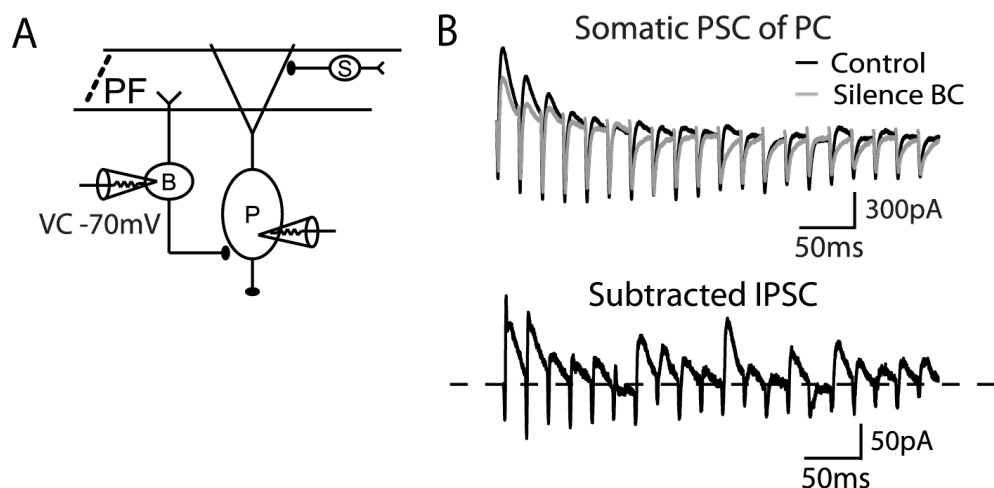 A
PF
S
B
VC -70mV
P
B
Somatic PSC of PC
Control
Silence BC
300pA
50ms
Subtracted IPSC
50pA
50ms